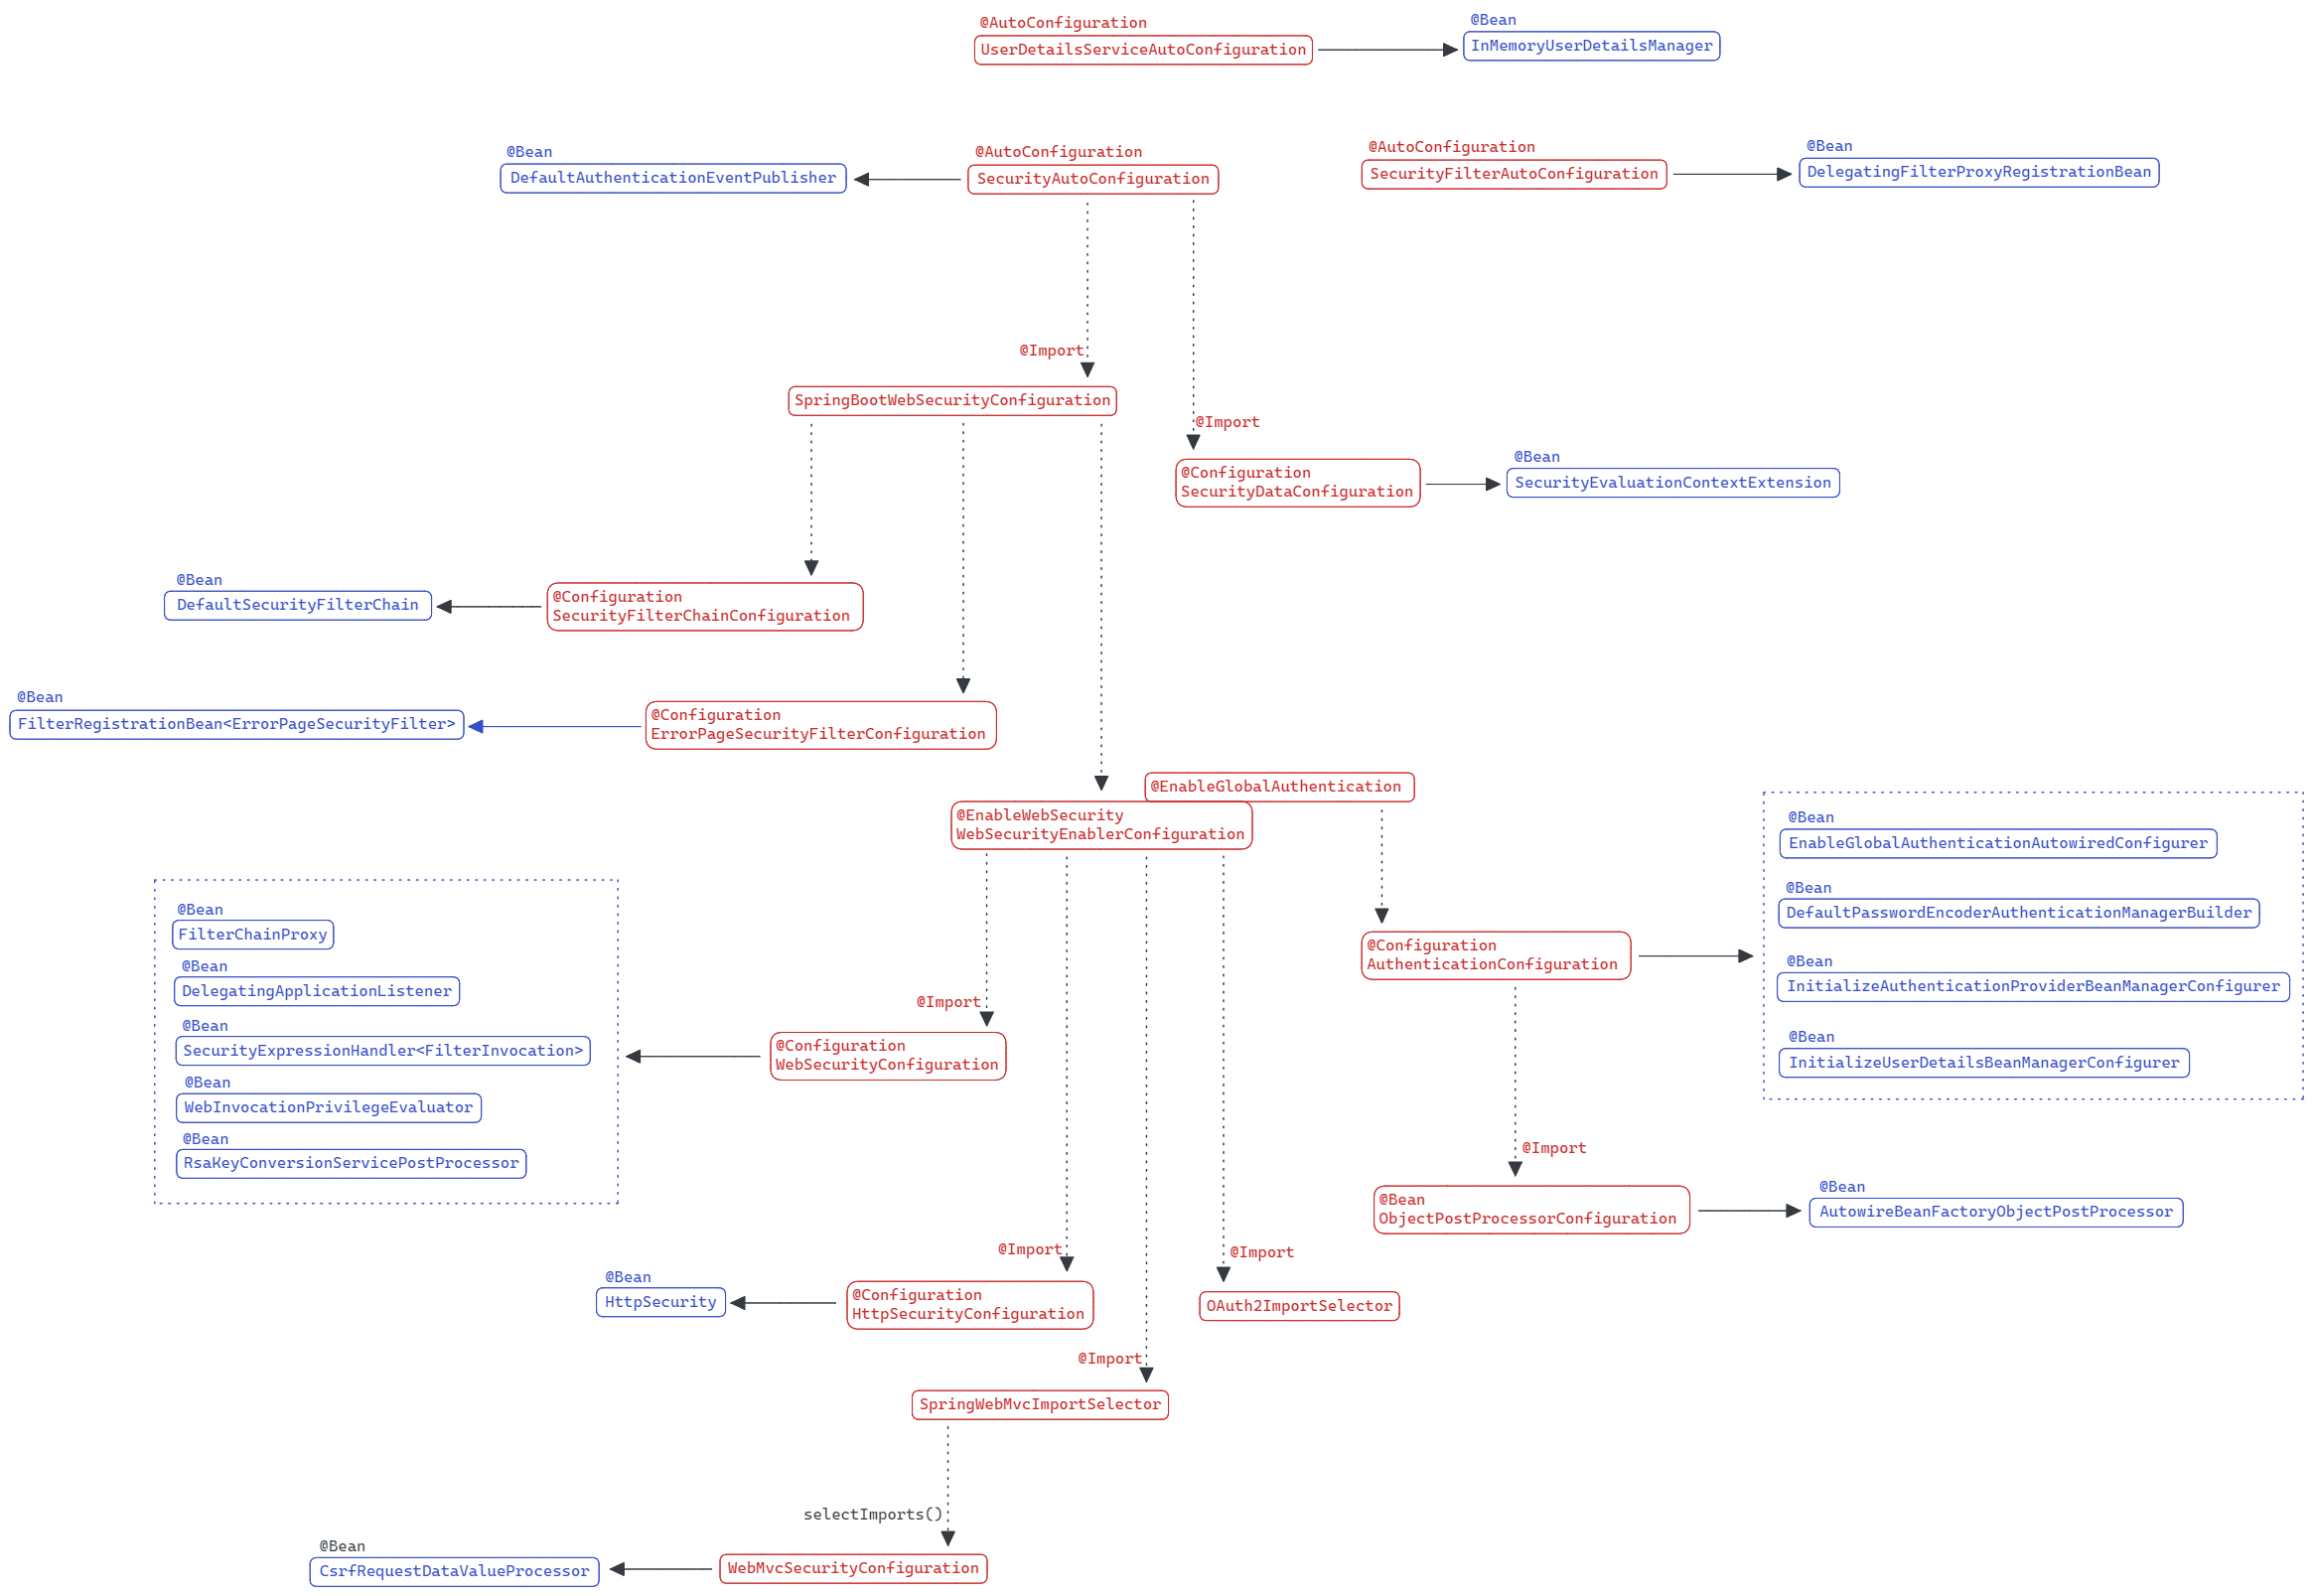 @AutoConfiguration
UserDetailsServiceAutoConfiguration
@Bean
InMemoryUserDetailsManager
@Bean
DefaultAuthenticationEventPublisher
@AutoConfiguration
SecurityAutoConfiguration
@AutoConfiguration
SecurityFilterAutoConfiguration
@Bean
DelegatingFilterProxyRegistrationBean
@Import
SpringBootWebSecurityConfiguration
@Import
@Configuration
SecurityDataConfiguration
@Bean
SecurityEvaluationContextExtension
@Bean
DefaultSecurityFilterChain
@Configuration
SecurityFilterChainConfiguration
@Bean
FilterRegistrationBean<ErrorPageSecurityFilter>
@Configuration
ErrorPageSecurityFilterConfiguration
@EnableGlobalAuthentication
@EnableWebSecurity
WebSecurityEnablerConfiguration
@Bean
EnableGlobalAuthenticationAutowiredConfigurer
@Bean
DefaultPasswordEncoderAuthenticationManagerBuilder
@Bean
InitializeAuthenticationProviderBeanManagerConfigurer
@Bean
InitializeUserDetailsBeanManagerConfigurer
@Configuration
AuthenticationConfiguration
@Bean
FilterChainProxy
@Bean
DelegatingApplicationListener
@Bean
SecurityExpressionHandler<FilterInvocation>
@Bean
WebInvocationPrivilegeEvaluator
@Bean
RsaKeyConversionServicePostProcessor
@Import
@Configuration
WebSecurityConfiguration
@Import
@Bean
ObjectPostProcessorConfiguration
@Bean
AutowireBeanFactoryObjectPostProcessor
@Import
@Bean
HttpSecurity
@Configuration
HttpSecurityConfiguration
@Import
OAuth2ImportSelector
@Import
SpringWebMvcImportSelector
selectImports()
@Bean
CsrfRequestDataValueProcessor
WebMvcSecurityConfiguration